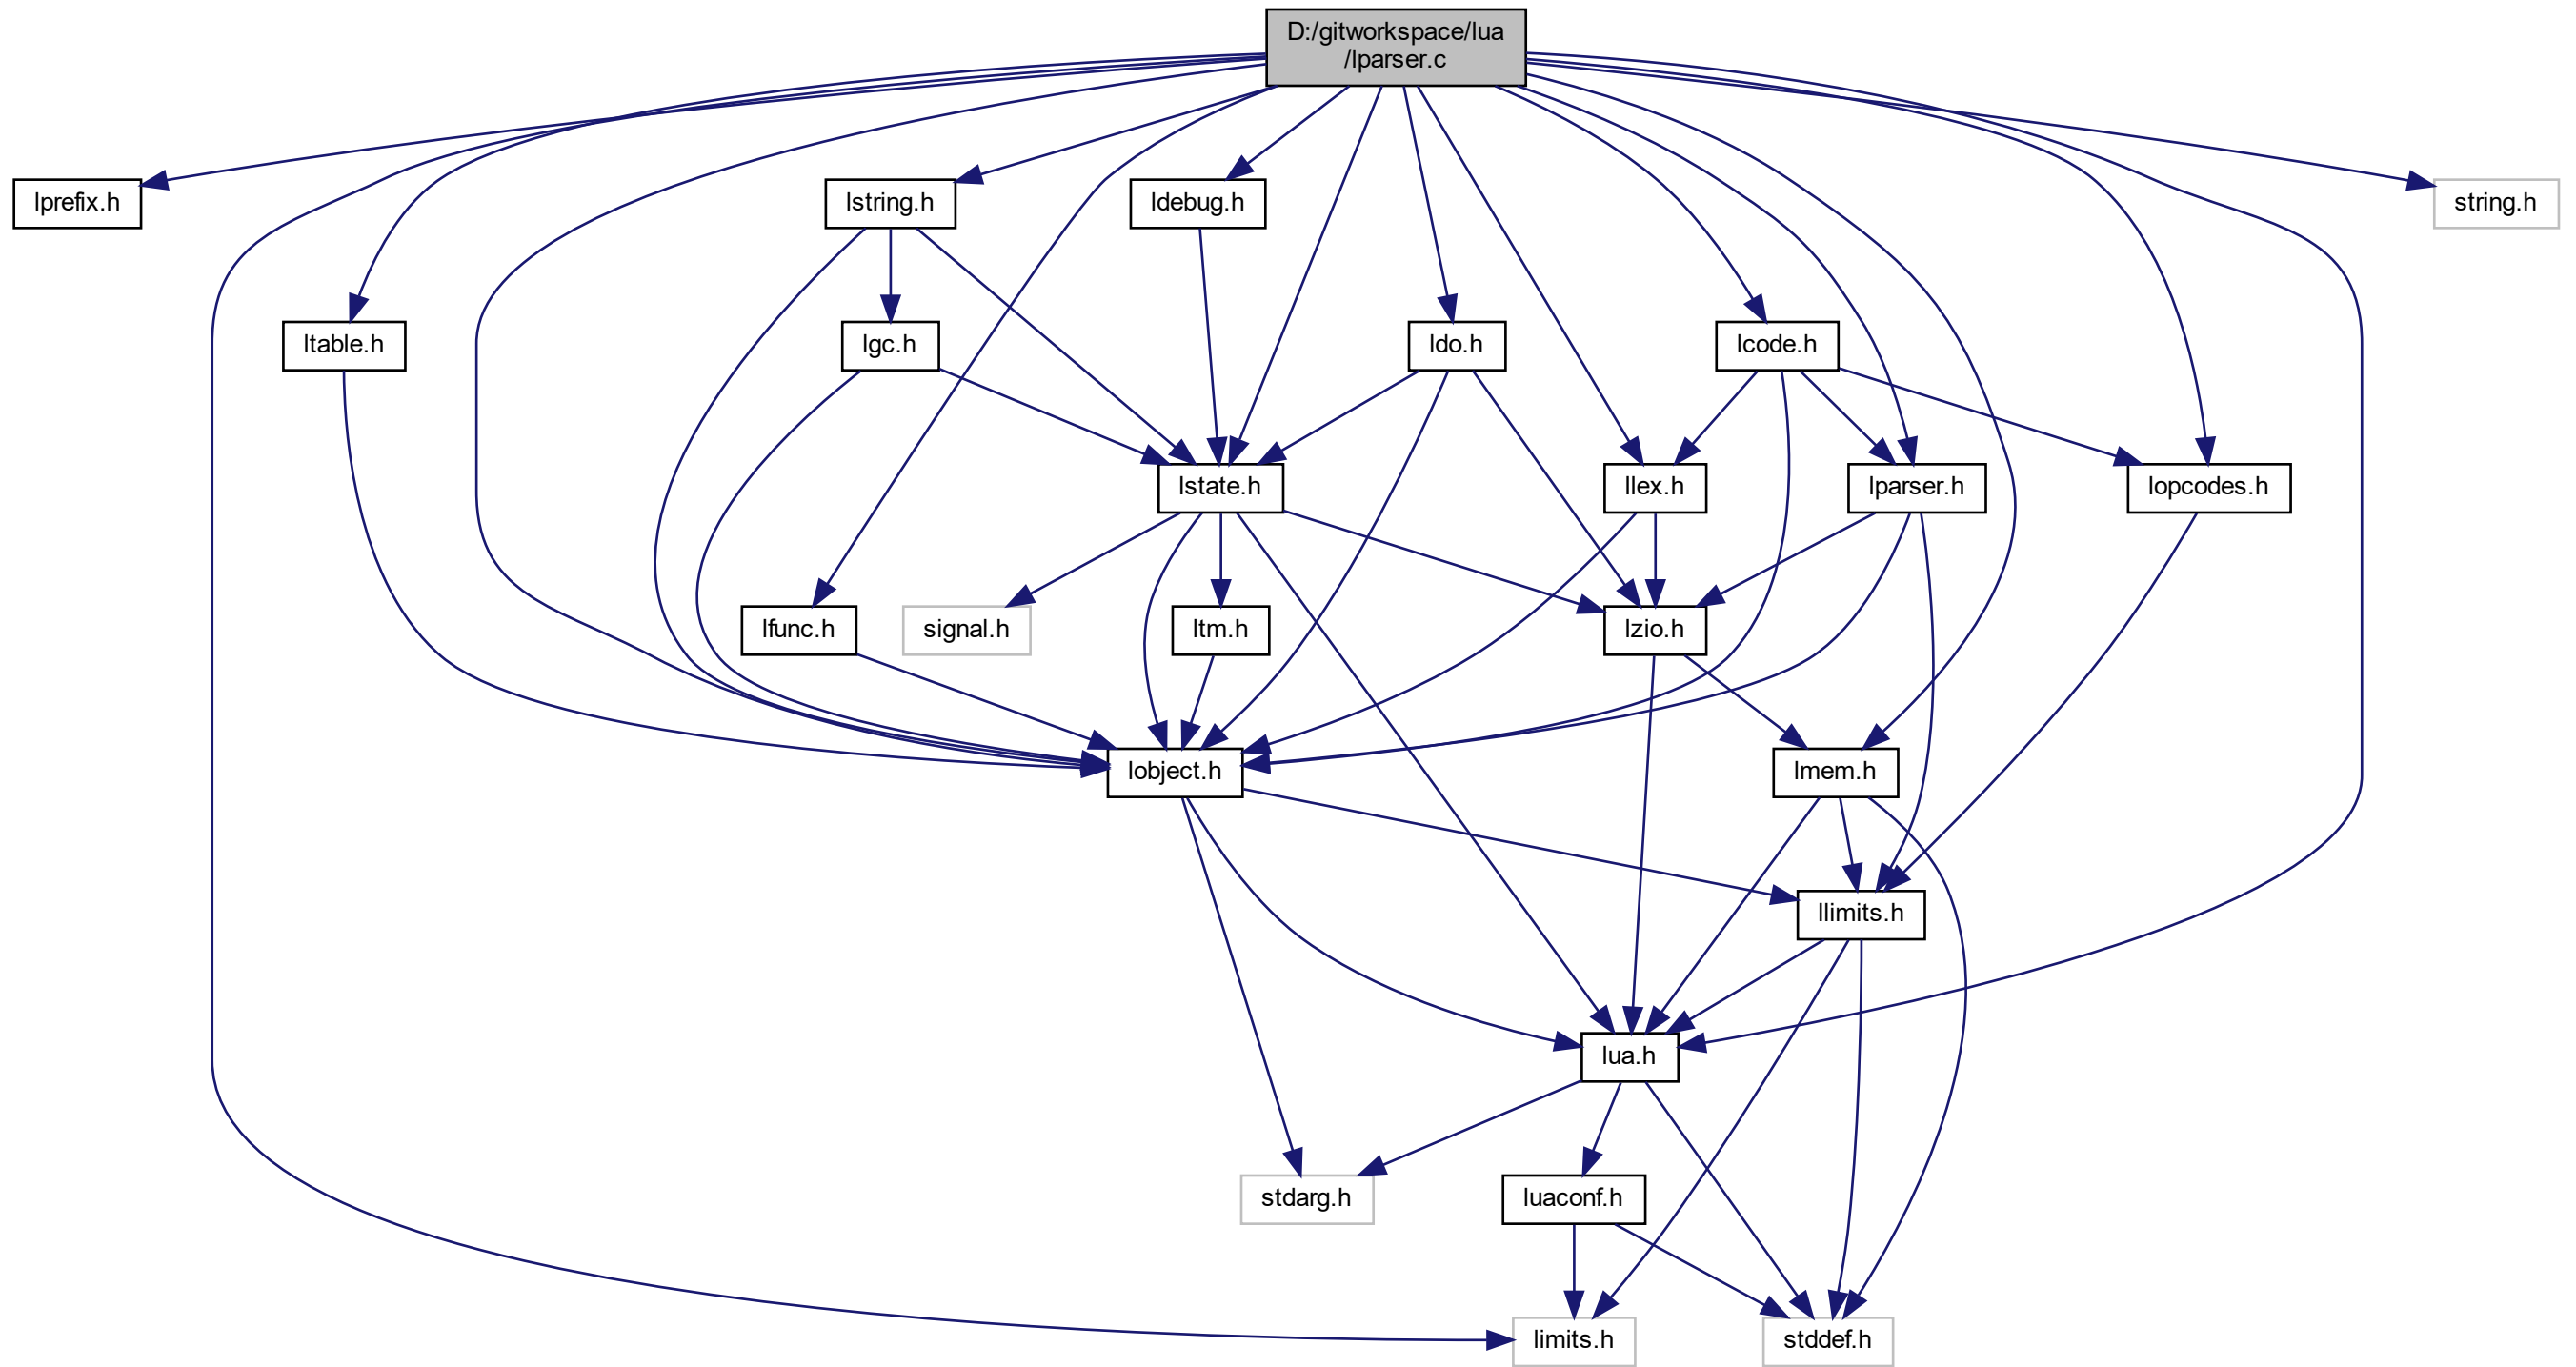 D:/gitworkspace/lua
/lparser.c
lprefix.h
lstring.h
ldebug.h
string.h
ltable.h
lgc.h
ldo.h
lcode.h
lstate.h
llex.h
lparser.h
lopcodes.h
lfunc.h
signal.h
ltm.h
lzio.h
lobject.h
lmem.h
llimits.h
lua.h
stdarg.h
luaconf.h
limits.h
stddef.h